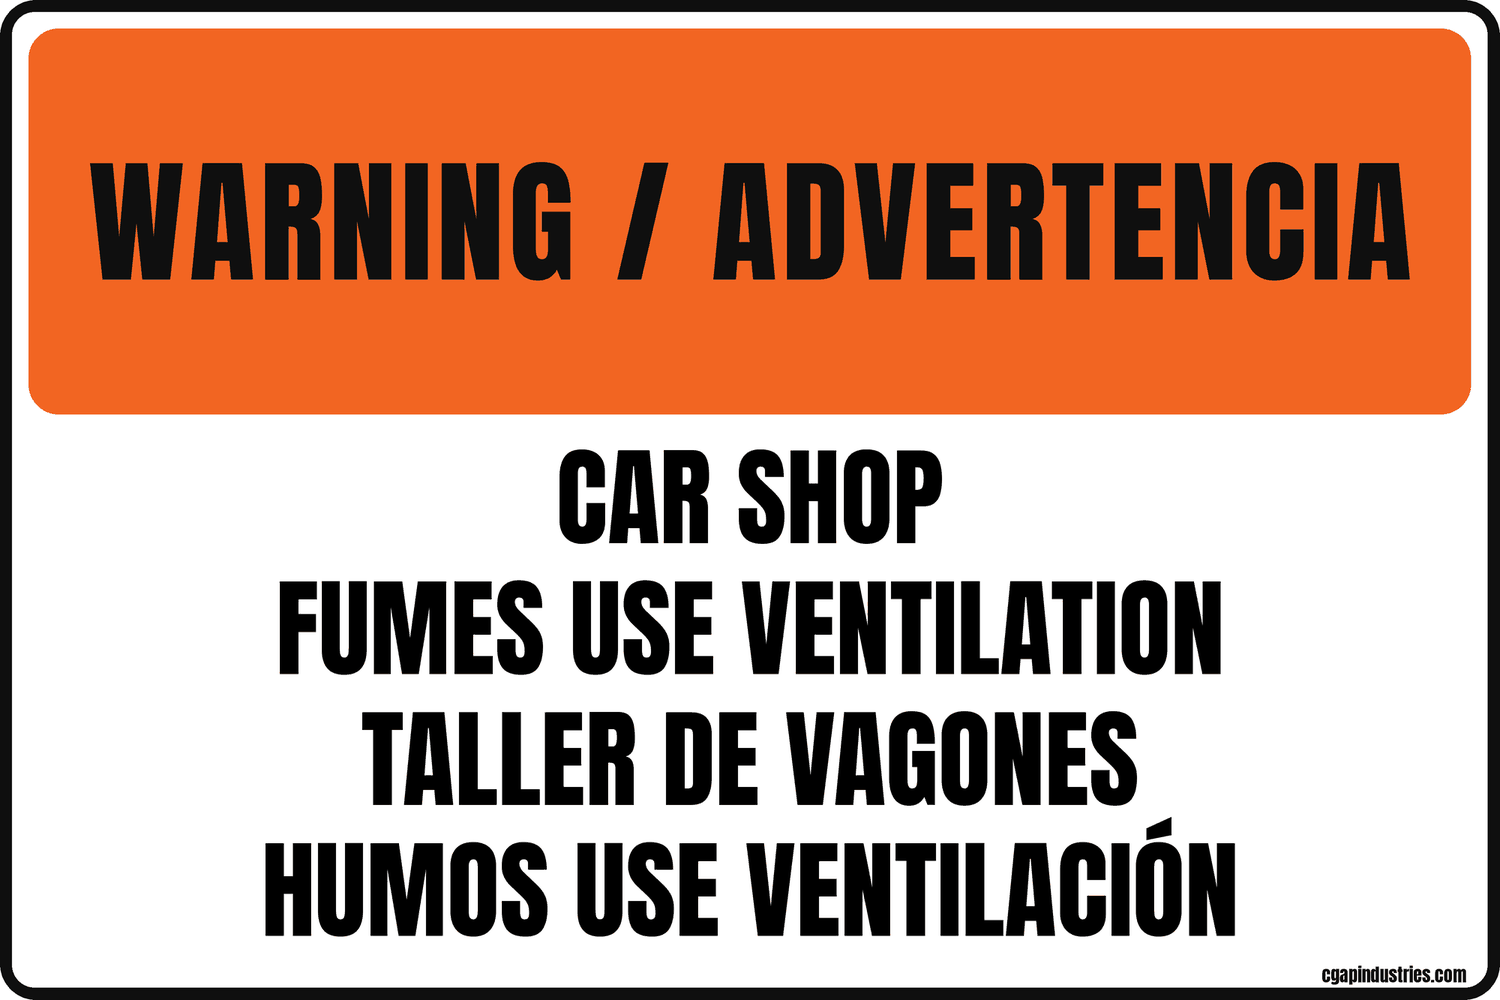 WARNING / ADVERTENCIA
CAR SHOP
FUMES USE VENTILATION
TALLER DE VAGONES
HUMOS USE VENTILACIÓN
cgapindustries.com